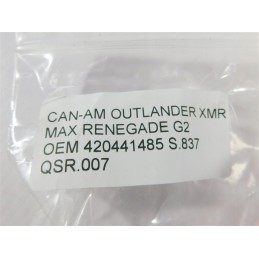 CAN-AM OUTLANDER XMR
MAX RENEGADE G2
OEM 420441485 S.837
QSR.007